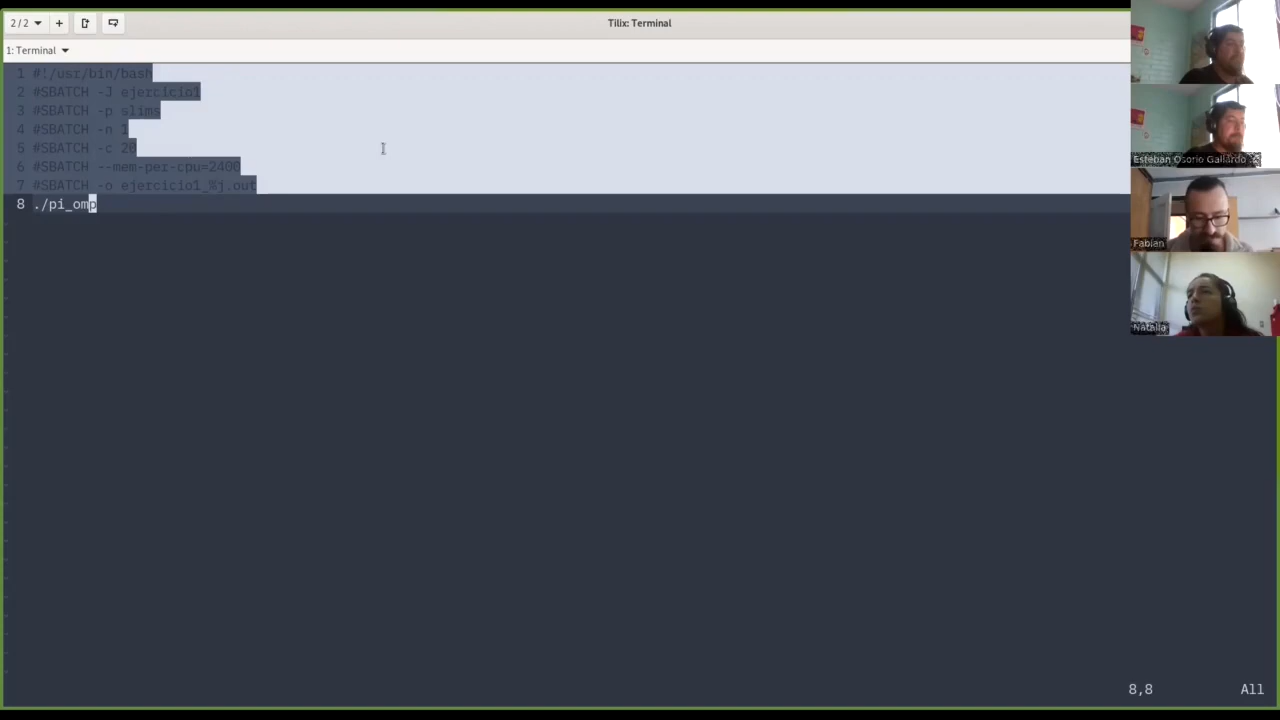 2 / 2
Tilix: Terminal
1: Terminal
1 #!/usr/bin/bash
2 #SBATCH -J ejercicio1
3 #SBATCH -p slims
4 #SBATCH -n 1
5 #SBATCH -c 20
6 #SBATCH --mem-per-cpu=2400
7 #SBATCH -o ejercicio1_%j.out
8 ./pi_omp
Esteban Osorio Gallardo
Fabian
Natalia
8,8 All